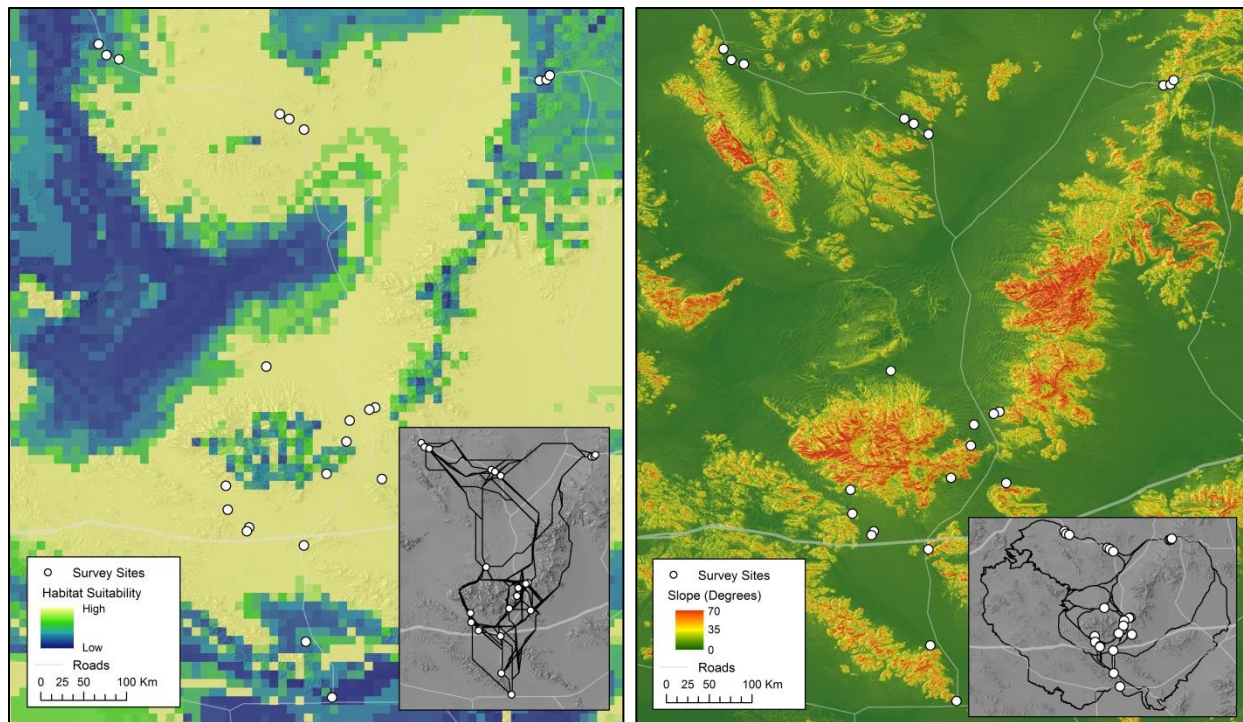 Survey Sites
Habitat Suitability
High
Low
Roads
0 25 50 100 Km
Survey Sites
Slope (Degrees)
70
35
0
Roads
0 25 50 100 Km